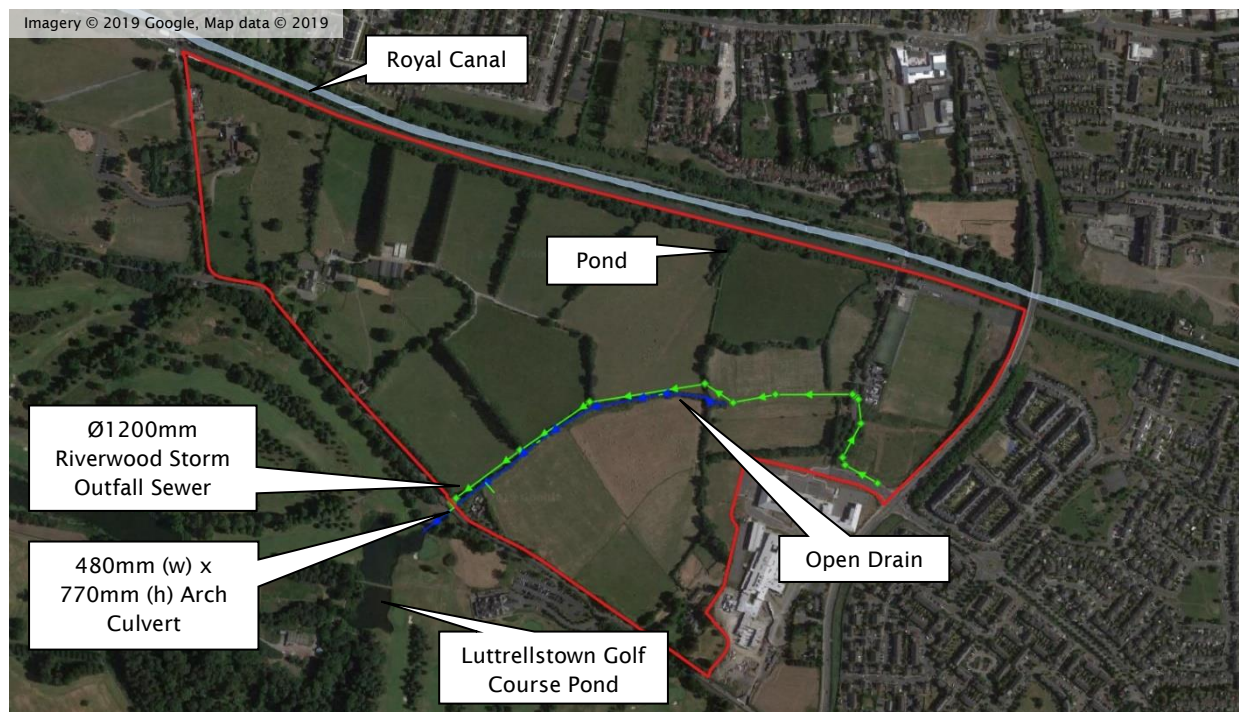 Imagery © 2019 Google, Map data © 2019
Royal Canal
Pond
Ø1200mm
Riverwood Storm
Outfall Sewer
480mm (w) x
770mm (h) Arch
Culvert
Open Drain
Luttrellstown Golf
Course Pond